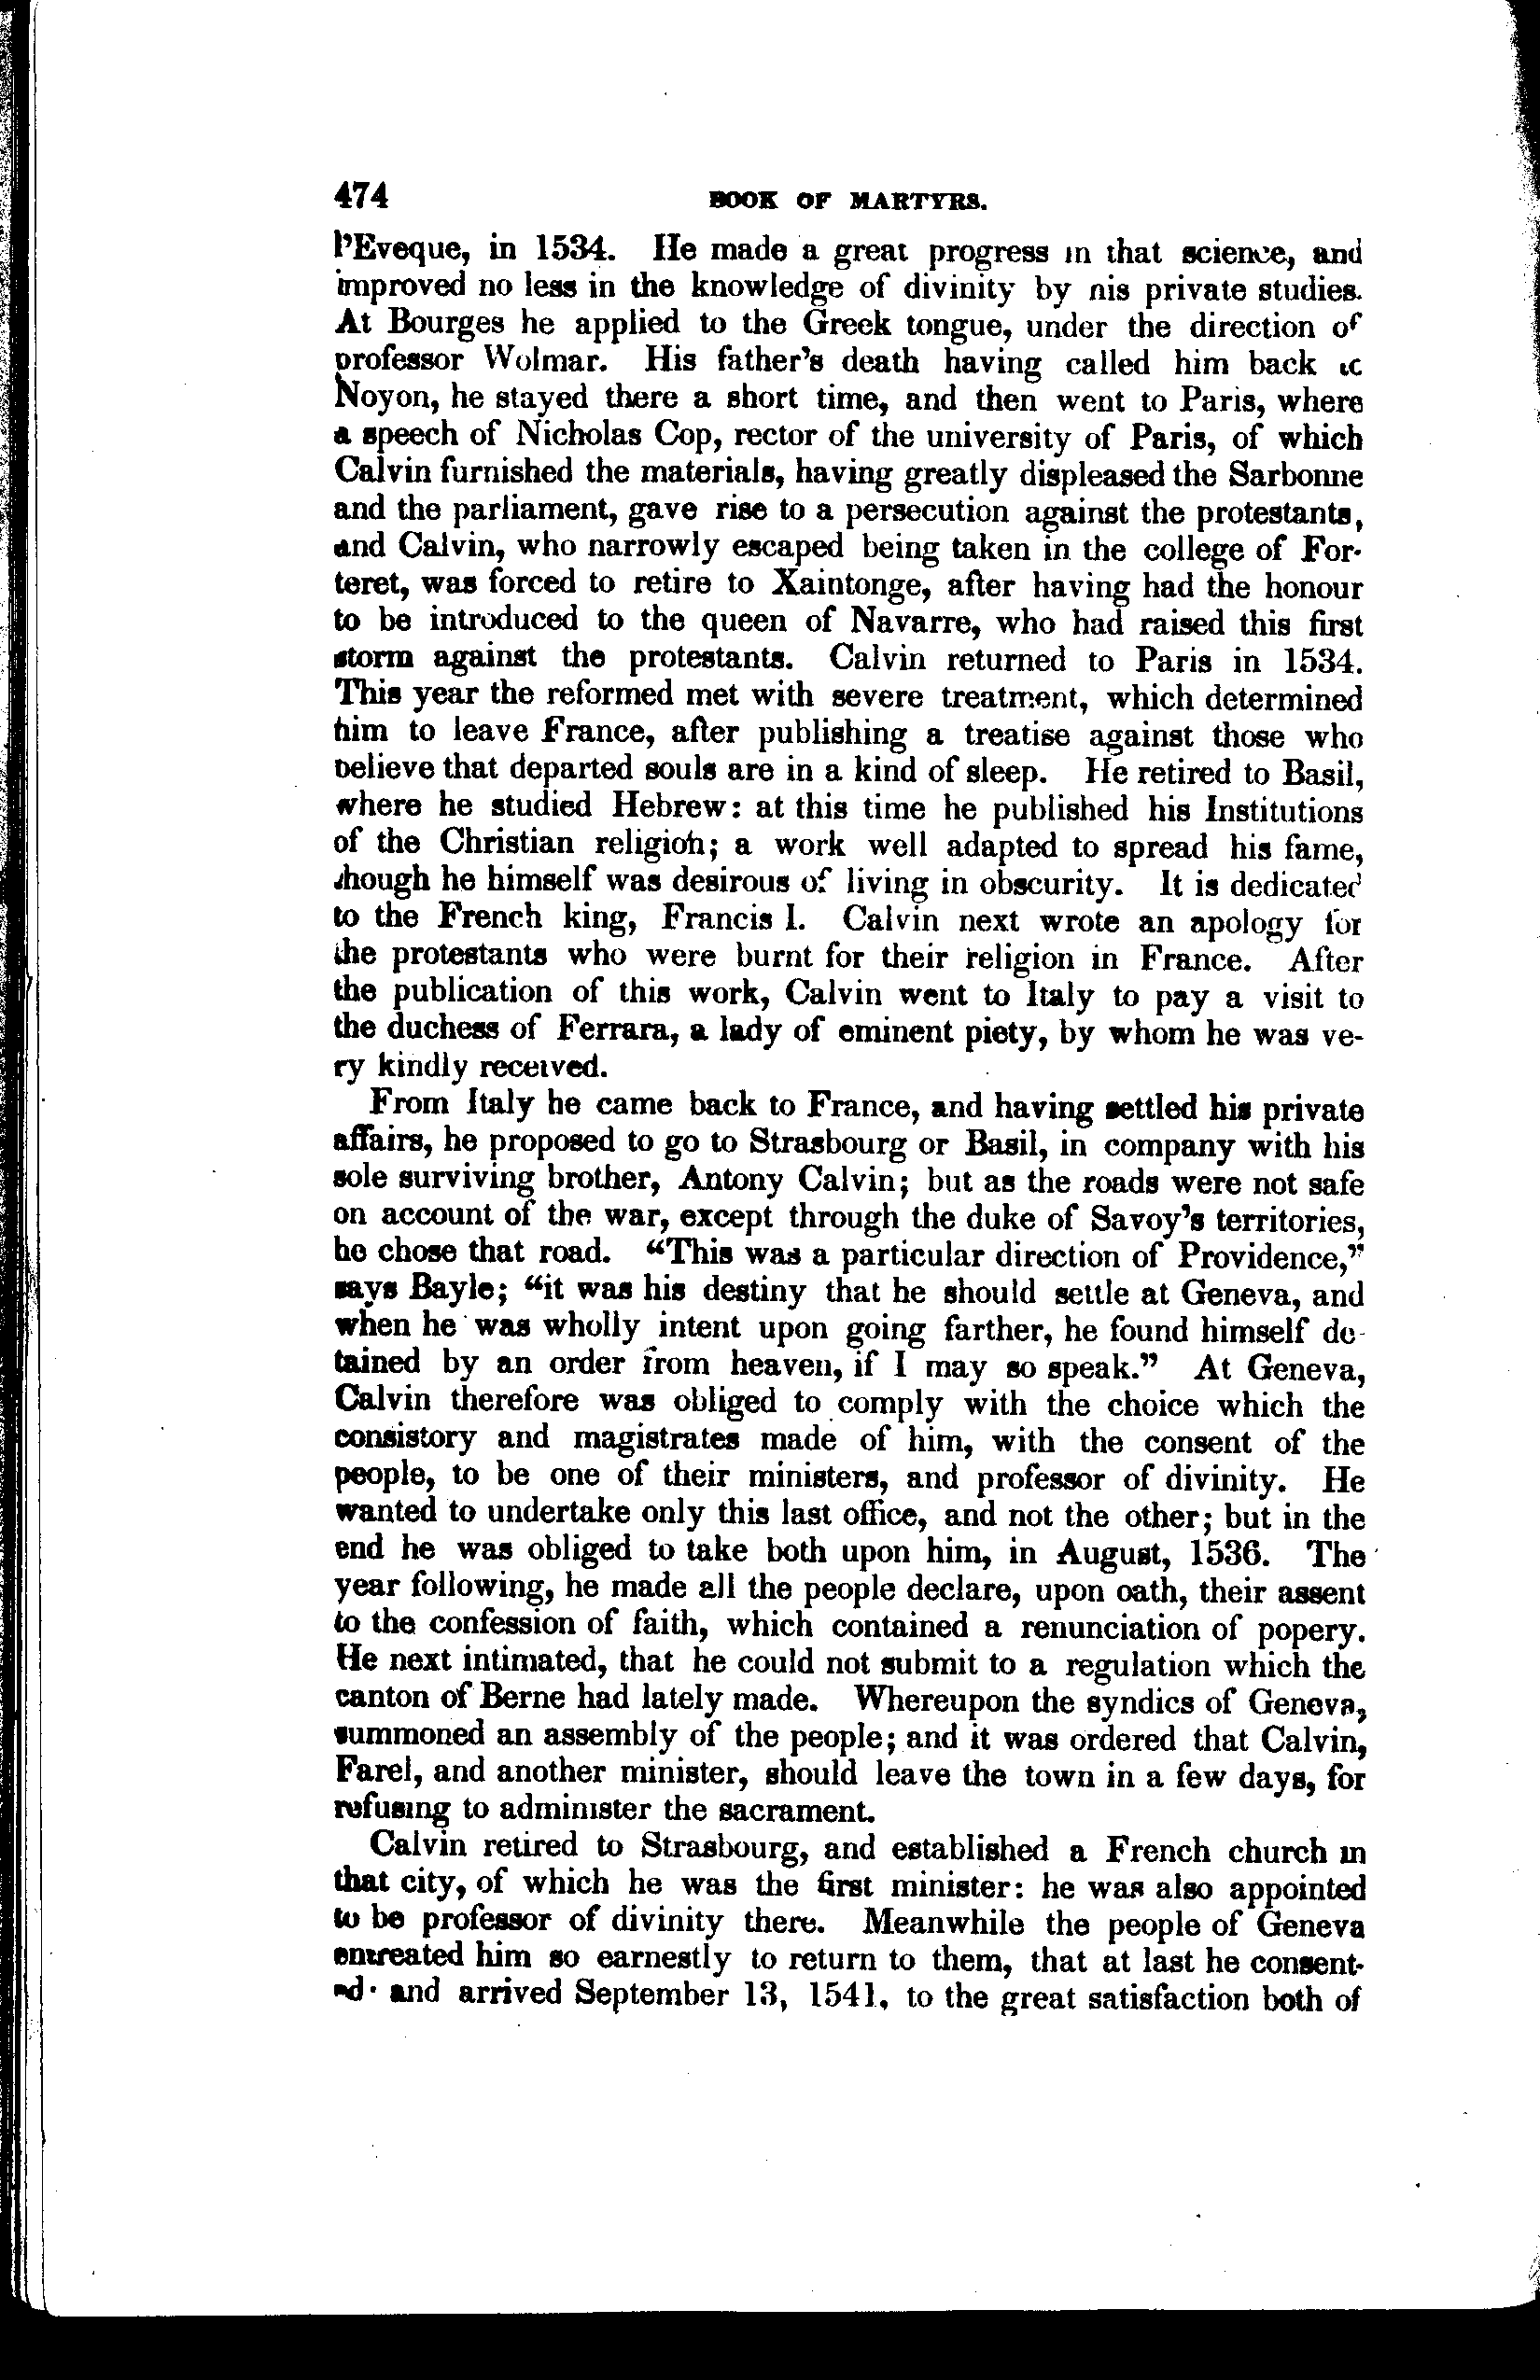 474 BOOK OF MARTYRS.
l'Eveque, in 1534. He made a great progress in that science, and
improved no less in the knowledge of divinity by his private studies.
At Bourges he applied to the Greek tongue, under the direction of
professor Wolmar. His father's death having called him back to
Noyon, he stayed there a short time, and then went to Paris, where
a speech of Nicholas Cop, rector of the university of Paris, of which
Calvin furnished the materials, having greatly displeased the Sarbonne
and the parliament, gave rise to a persecution against the protestants,
and Calvin, who narrowly escaped being taken in the college of For-
teret, was forced to retire to Xaintonge, after having had the honour
to be introduced to the queen of Navarre, who had raised this first
storm against the protestants. Calvin returned to Paris in 1534.
This year the reformed met with severe treatment, which determined
him to leave France, after publishing a treatise against those who
believe that departed souls are in a kind of sleep. He retired to Basil,
where he studied Hebrew: at this time he published his Institutions
of the Christian religion; a work well adapted to spread his fame,
though he himself was desirous of living in obscurity. It is dedicated
to the French king, Francis I. Calvin next wrote an apology for
the protestants who were burnt for their religion in France. After
the publication of this work, Calvin went to Italy to pay a visit to
the duchess of Ferrara, a lady of eminent piety, by whom he was ve-
ry kindly received.
From Italy he came back to France, and having settled his private
affairs, he proposed to go to Strasbourg or Basil, in company with his
sole surviving brother, Antony Calvin; but as the roads were not safe
on account of the war, except through the duke of Savoy's territories,
he chose that road. "This was a particular direction of Providence,"
says Bayle; "it was his destiny that he should settle at Geneva, and
when he was wholly intent upon going farther, he found himself de-
tained by an order from heaven, if I may so speak." At Geneva,
Calvin therefore was obliged to comply with the choice which the
consistory and magistrates made of him, with the consent of the
people, to be one of their ministers, and professor of divinity. He
wanted to undertake only this last office, and not the other; but in the
end he was obliged to take both upon him, in August, 1536. The
year following, he made all the people declare, upon oath, their assent
to the confession of faith, which contained a renunciation of popery.
He next intimated, that he could not submit to a regulation which the
canton of Berne had lately made. Whereupon the syndics of Geneva,
summoned an assembly of the people; and it was ordered that Calvin,
Farel, and another minister, should leave the town in a few days, for
refusing to administer the sacrament.
Calvin retired to Strasbourg, and established a French church in
that city, of which he was the first minister: he was also appointed
to be professor of divinity there. Meanwhile the people of Geneva
entreated him so earnestly to return to them, that at last he consent-
ed; and arrived September 13, 1541, to the great satisfaction both of